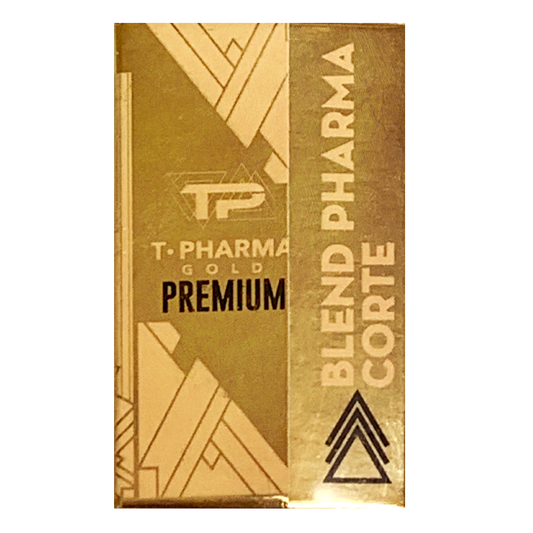 TP
T•PHARMA
GOLD
PREMIUM
BLEND PHARMA
CORTE